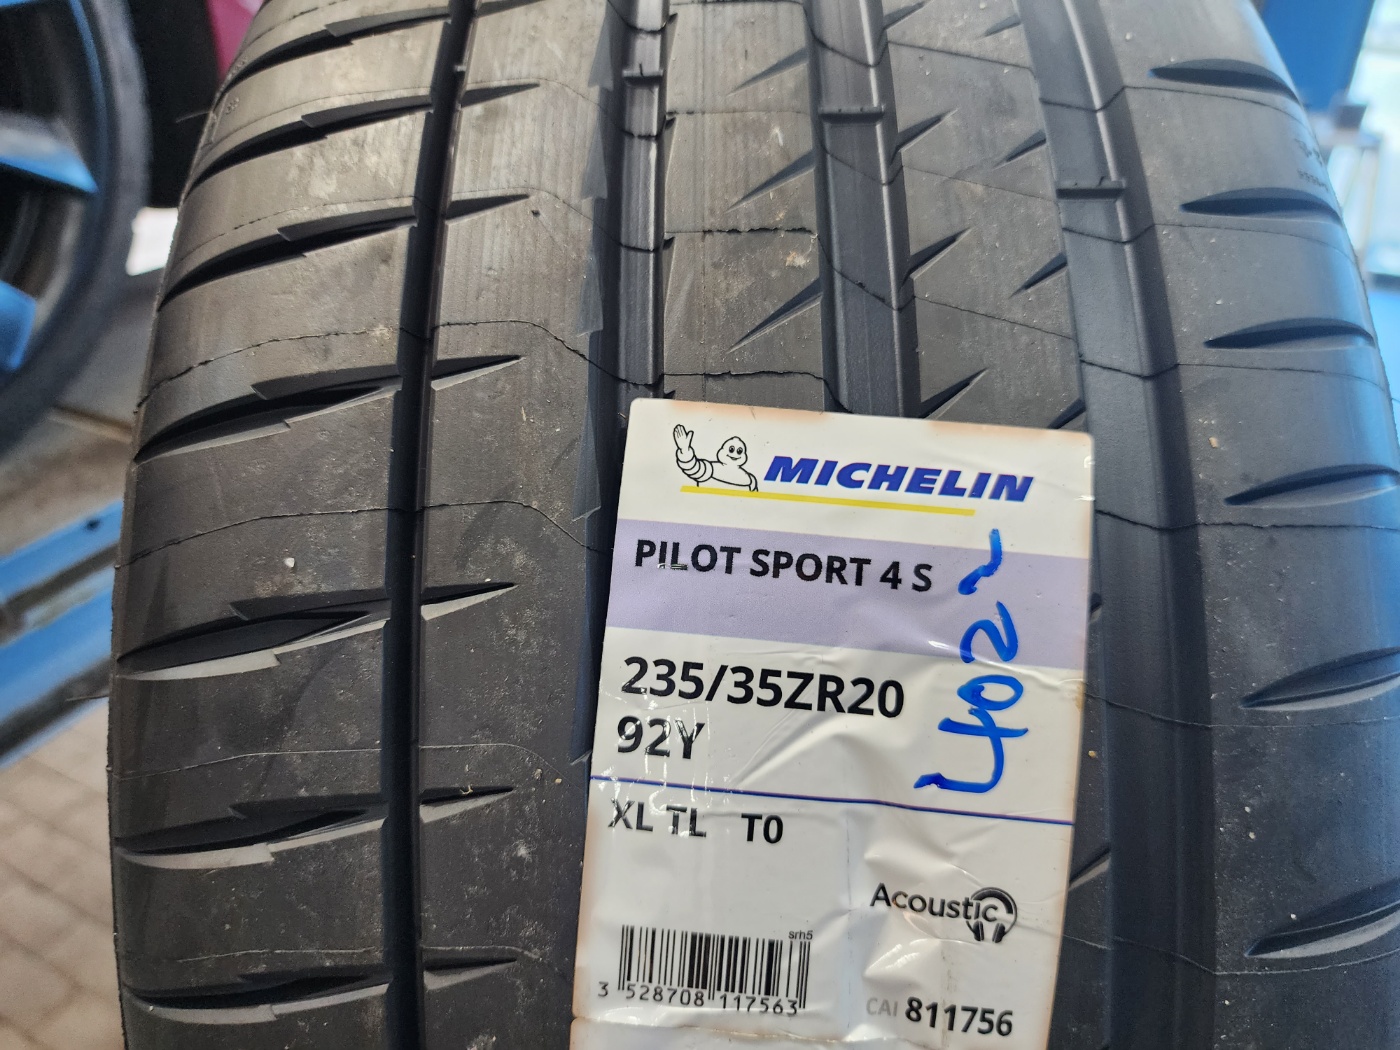 MICHELIN
PILOT SPORT 4 S
235/35ZR20
92Y
XL TL T0
Acoustic
srh5
3 528708 117563
CAI 811756